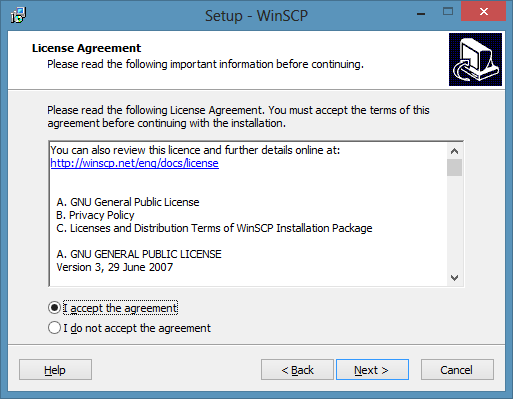 Setup - WinSCP
License Agreement
Please read the following important information before continuing.
Please read the following License Agreement. You must accept the terms of this
agreement before continuing with the installation.
You can also review this licence and further details online at:
http://winscp.net/eng/docs/license
A. GNU General Public License
B. Privacy Policy
C. Licenses and Distribution Terms of WinSCP Installation Package
A. GNU GENERAL PUBLIC LICENSE
Version 3, 29 June 2007
I accept the agreement
I do not accept the agreement
Help
< Back
Next >
Cancel